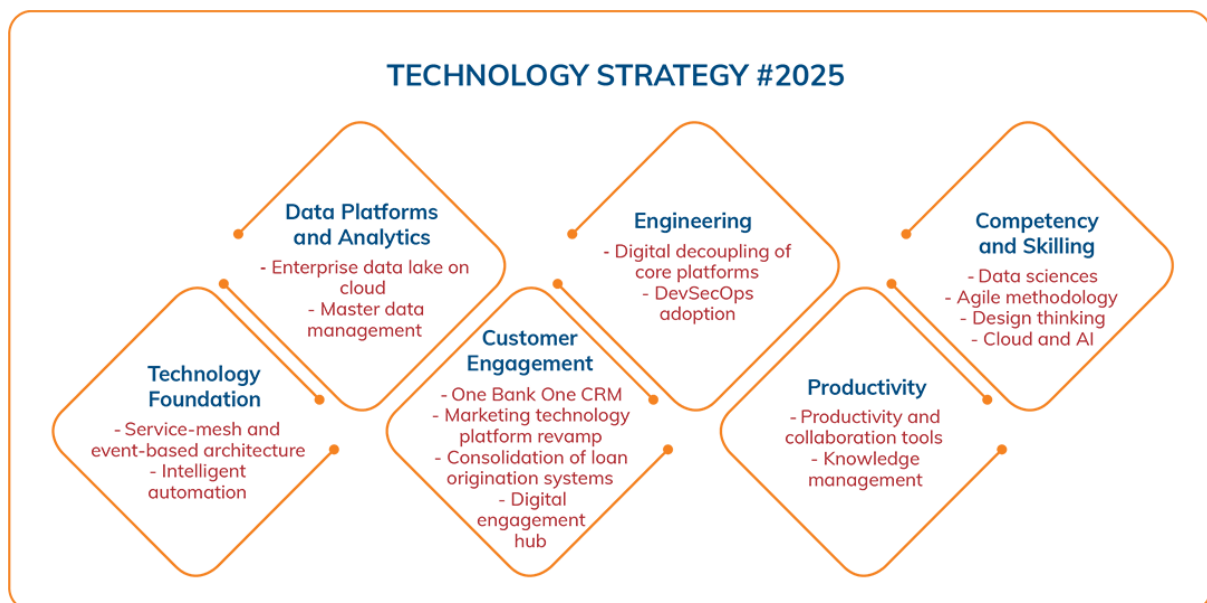 TECHNOLOGY STRATEGY #2025
Technology
Foundation
- Service-mesh and
event-based architecture
- Intelligent
automation
Data Platforms
and Analytics
- Enterprise data lake on
cloud
- Master data
management
Customer
Engagement
- One Bank One CRM
- Marketing technology
platform revamp
- Consolidation of loan
origination systems
- Digital
engagement
hub
Engineering
- Digital decoupling of
core platforms
- DevSecOps
adoption
Productivity
- Productivity and
collaboration tools
- Knowledge
management
Competency
and Skilling
- Data sciences
- Agile methodology
- Design thinking
- Cloud and AI